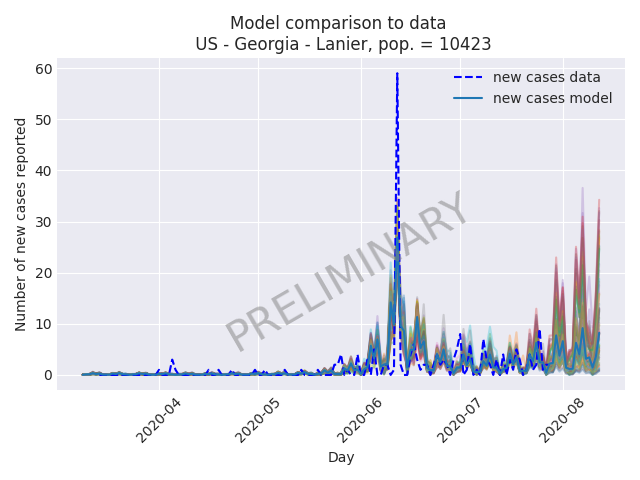 Model comparison to data
US - Georgia - Lanier, pop. = 10423
new cases data
new cases model
Number of new cases reported
60
50
40
30
20
10
0
PRELIMINARY
2020-04
2020-05
2020-06
2020-07
2020-08
Day